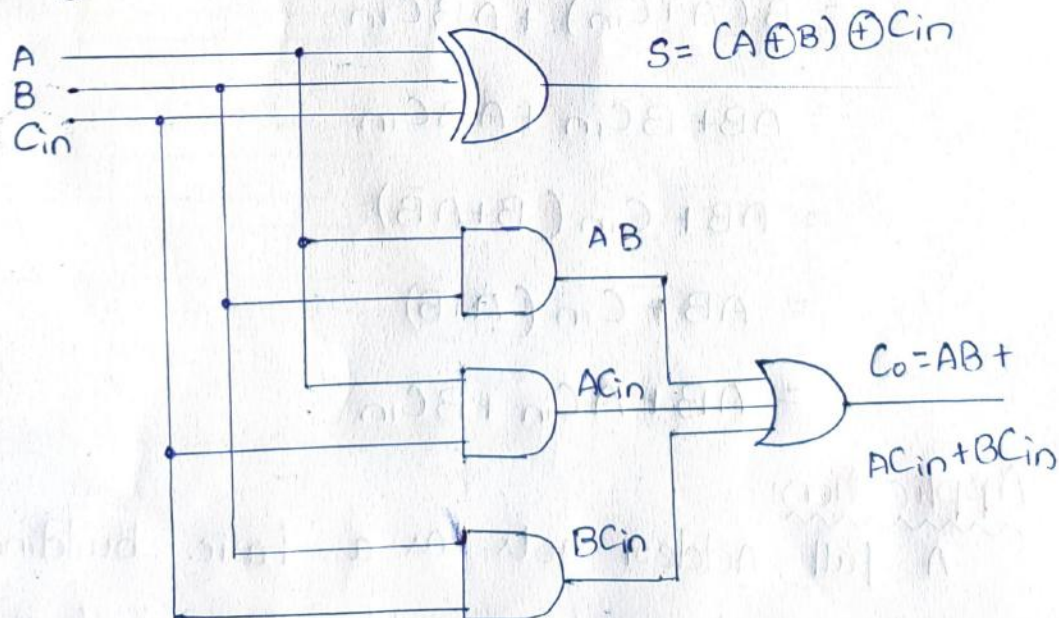 A
B
Cin
S = (A⊕B)⊕Cin
AB
ACin
BCin
Co = AB +
ACin + BCin